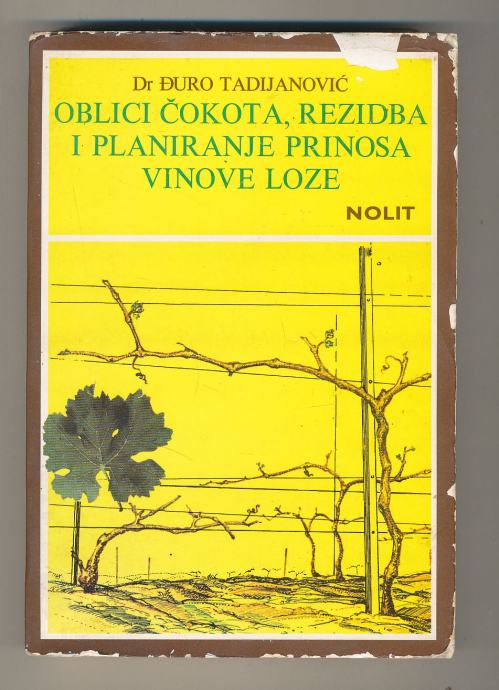 Dr ĐURO TADIJANOVIĆ
OBLICI ČOKOTA, REZIDBA
I PLANIRANJE PRINOSA
VINOVE LOZE
NOLIT